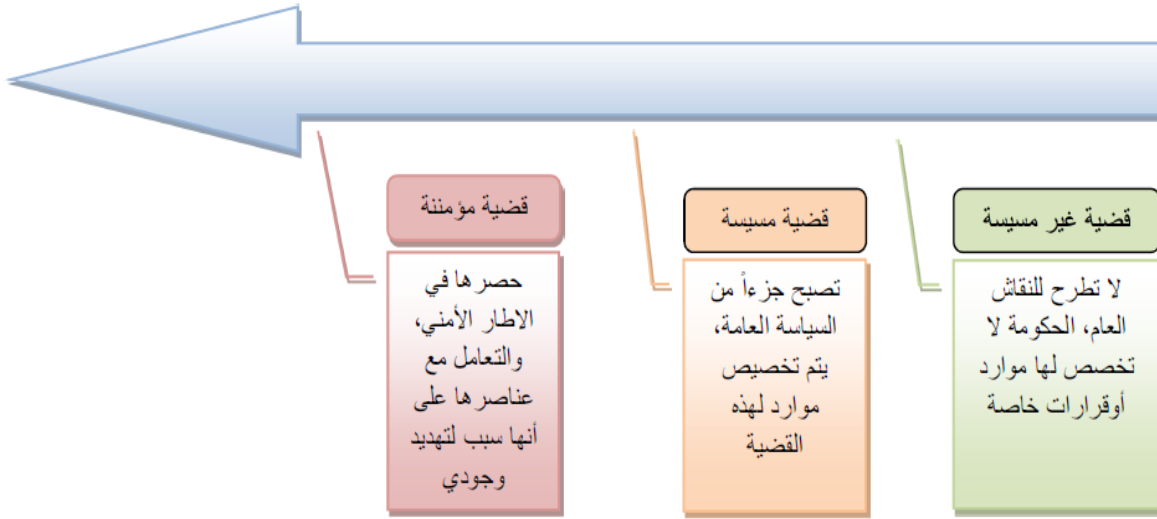 قضية غير مسيسة
لا تطرح للنقاش
العام، الحكومة لا
تخصص لها موارد
أوقرارات خاصة
قضية مسيسة
تصبح جزءاً من
السياسة العامة،
يتم تخصيص
موارد لهذه
القضية
قضية مؤمننة
حصرها في
الاطار الأمني،
والتعامل مع
عناصرها على
أنها سبب لتهديد
وجودي